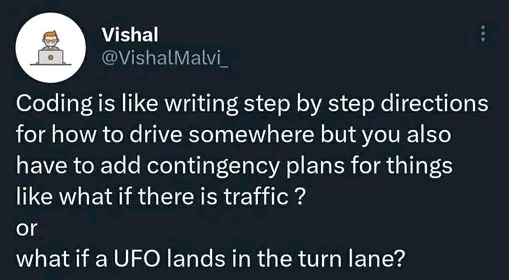 Vishal
@VishalMalvi_
Coding is like writing step by step directions
for how to drive somewhere but you also
have to add contingency plans for things
like what if there is traffic ?
or
what if a UFO lands in the turn lane?